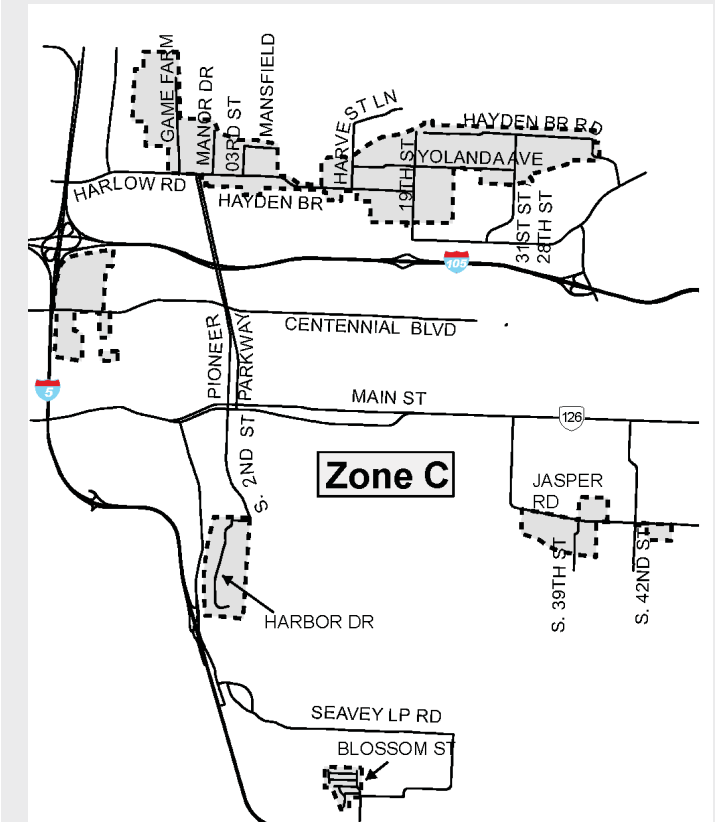 GAME FARM
MANOR DR
03RD ST
MANSFIELD
HARVEST LN
HAYDEN BR RD
19TH ST
YOLANDA AVE
HARLOW RD
HAYDEN BR
31ST ST
28TH ST
105
CENTENNIAL BLVD
PIONEER
PARKWAY
5
MAIN ST
126
S. 2ND ST
Zone C
JASPER
RD
S. 39TH ST
S. 42ND ST
HARBOR DR
SEAVEY LP RD
BLOSSOM ST